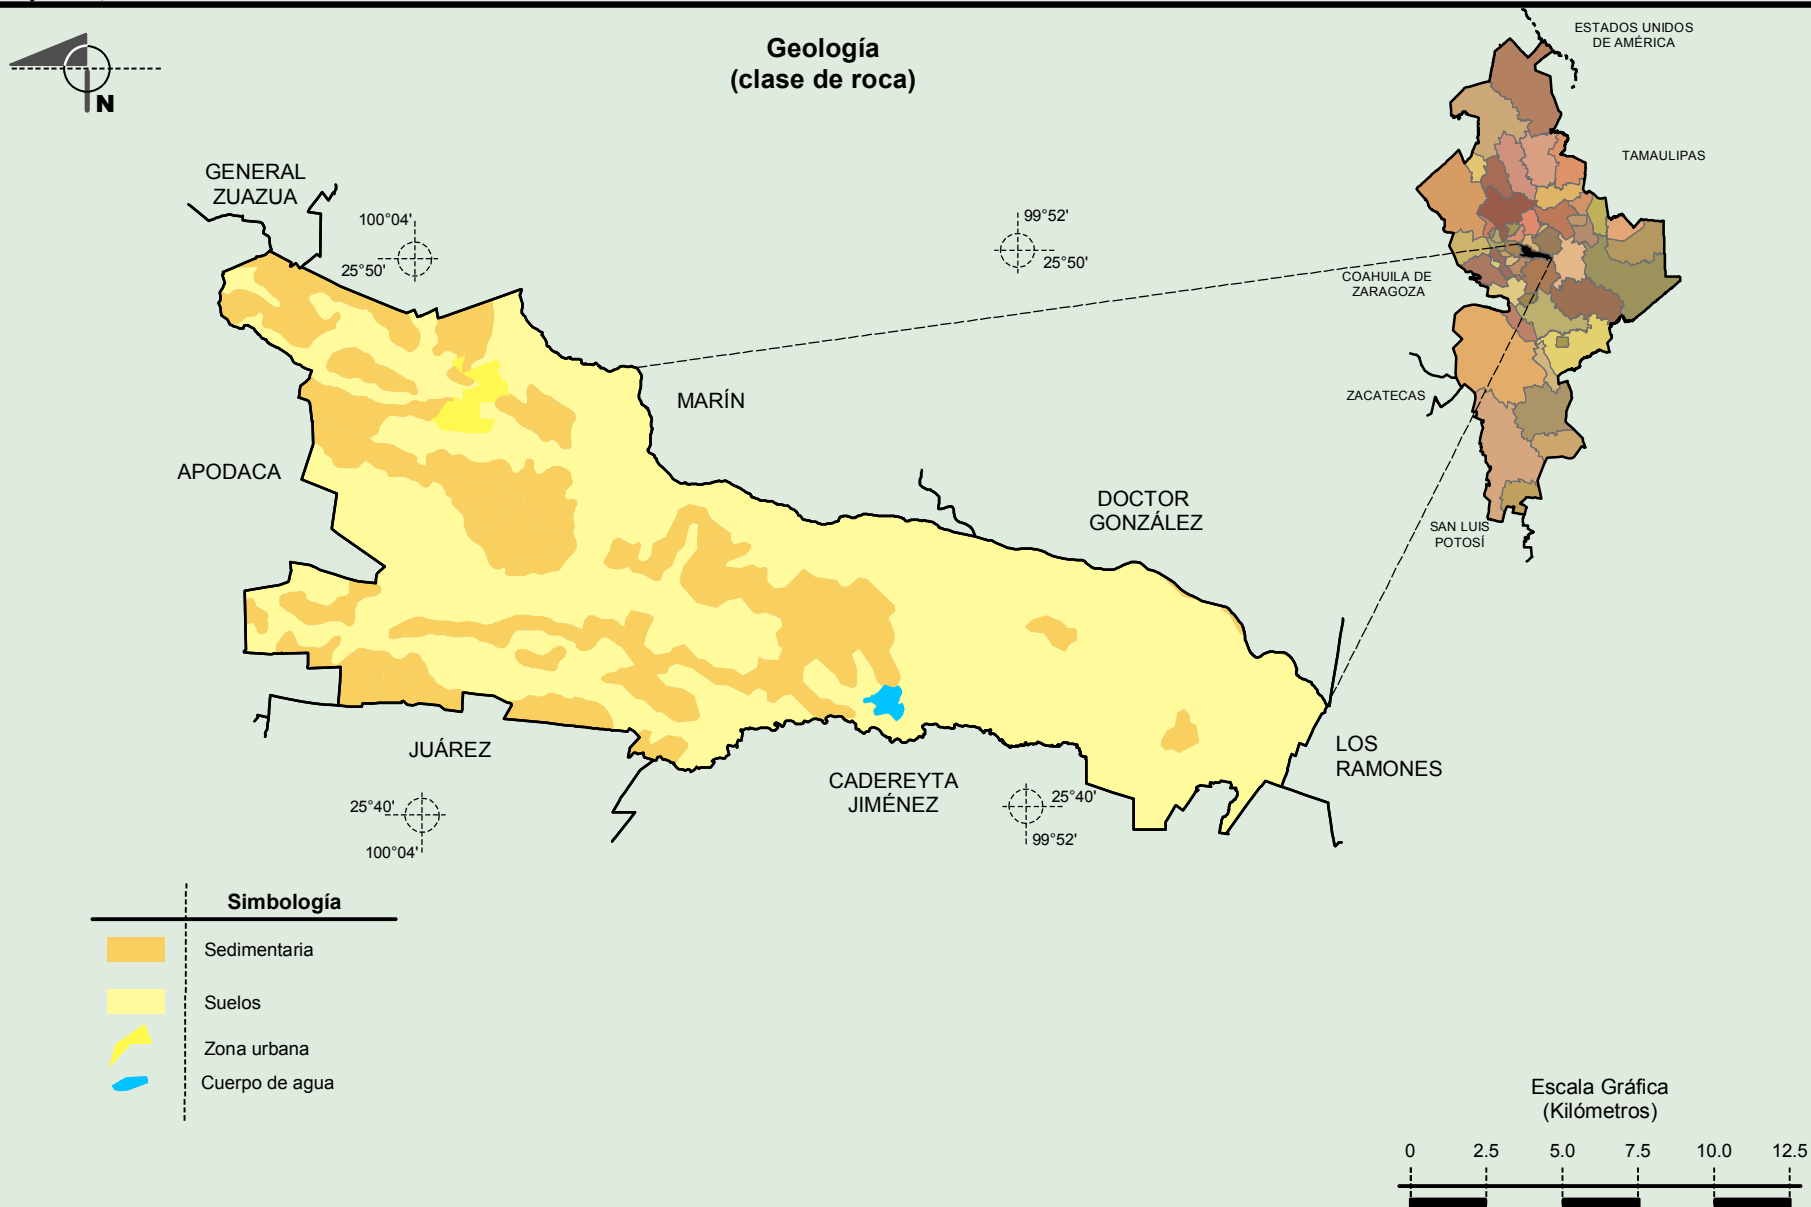 Geología
(clase de roca)
N
ESTADOS UNIDOS
DE AMÉRICA
TAMAULIPAS
COAHUILA DE
ZARAGOZA
ZACATECAS
SAN LUIS
POTOSÍ
GENERAL
ZUAZUA
100°04'
25°50'
99°52'
25°50'
MARÍN
APODACA
DOCTOR
GONZÁLEZ
JUÁREZ
CADEREYTA
JIMÉNEZ
LOS
RAMONES
25°40'
100°04'
25°40'
99°52'
Simbología
Sedimentaria
Suelos
Zona urbana
Cuerpo de agua
Escala Gráfica
(Kilómetros)
0 2.5 5.0 7.5 10.0 12.5